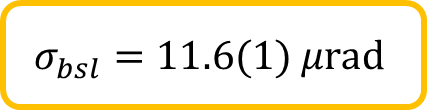 σ_bsl = 11.6(1) μrad